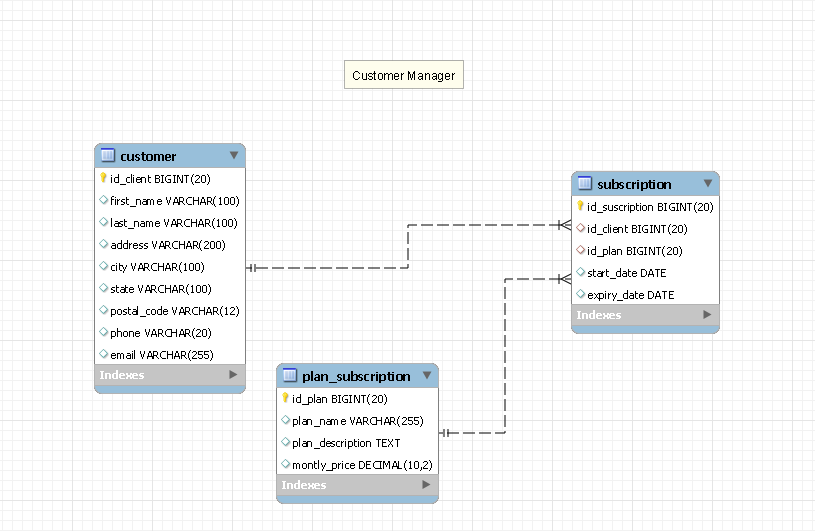 Customer Manager
customer
id_client BIGINT(20)
first_name VARCHAR(100)
last_name VARCHAR(100)
address VARCHAR(200)
city VARCHAR(100)
state VARCHAR(100)
postal_code VARCHAR(12)
phone VARCHAR(20)
email VARCHAR(255)
Indexes
subscription
id_suscription BIGINT(20)
id_client BIGINT(20)
id_plan BIGINT(20)
start_date DATE
expiry_date DATE
Indexes
plan_subscription
id_plan BIGINT(20)
plan_name VARCHAR(255)
plan_description TEXT
montly_price DECIMAL(10,2)
Indexes